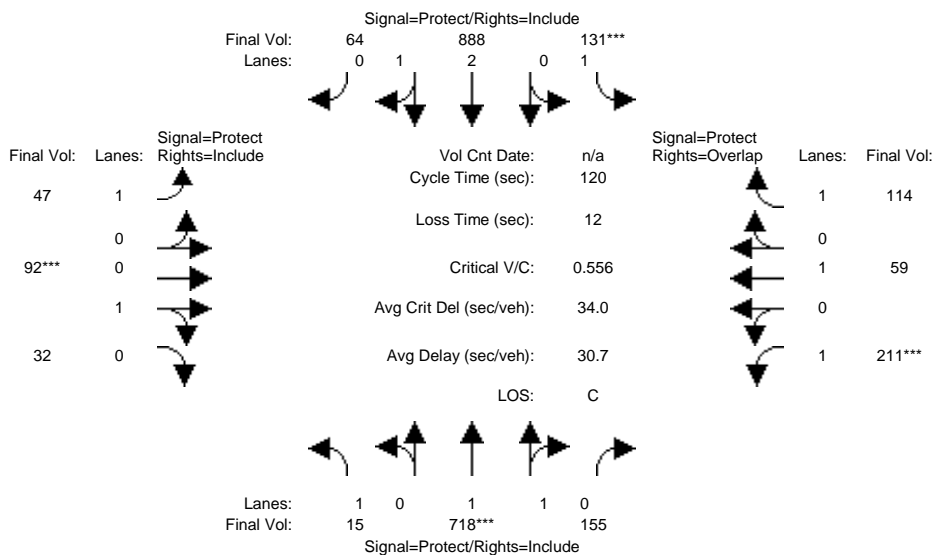 Signal=Protect/Rights=Include
Final Vol: 64 888 131***
Lanes: 0 1 2 0 1
Signal=Protect Signal=Protect
Final Vol: Lanes: Rights=Include Vol Cnt Date: n/a Rights=Overlap Lanes: Final Vol:
Cycle Time (sec): 120
47 1 1 114
Loss Time (sec): 12
0 0
92*** 0 Critical V/C: 0.556 1 59
1 Avg Crit Del (sec/veh): 34.0 0
32 0 Avg Delay (sec/veh): 30.7 1 211***
LOS: C
Lanes: 1 0 1 1 0
Final Vol: 15 718*** 155
Signal=Protect/Rights=Include